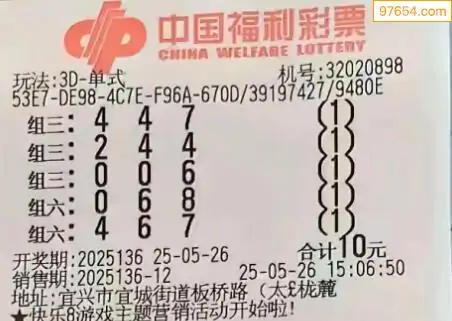 97654.com
中国福利彩票
CHINA WELFARE LOTTERY
玩法:3D-单式 机号:32020898
53E7-DE98-4C7E-F96A-670D/39197427/9480E
组三: 4 4 7 (1)
组三: 2 4 4 (1)
组三: 0 0 6 (1)
组六: 0 6 8 (1)
组六: 4 6 7 (1)
合计10元
开奖期:2025136 25-05-26
销售期:2025136-12 25-05-26 15:06:50
地址:宜兴市宜城街道板桥路（太£栊麓
★快乐8游戏主题营销活动开始啦!